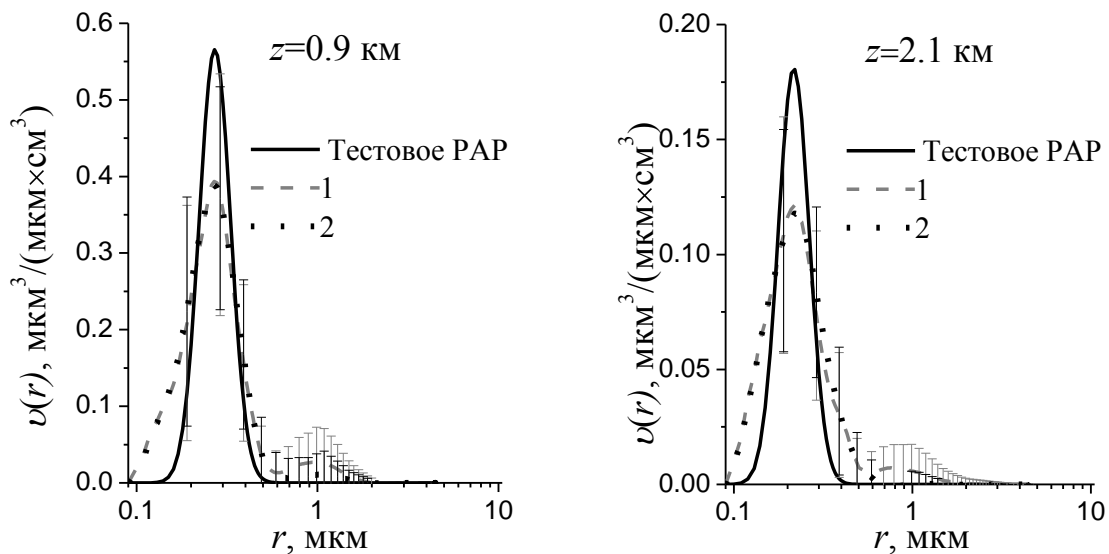 0.6
0.5
0.4
0.3
0.2
0.1
0.0
υ(r), мкм³/(мкм×см³)
z=0.9 км
Тестовое РАР
1
2
0.1
1
10
r, мкм
0.20
0.15
0.10
0.05
0.00
υ(r), мкм³/(мкм×см³)
z=2.1 км
Тестовое РАР
1
2
0.1
1
10
r, мкм